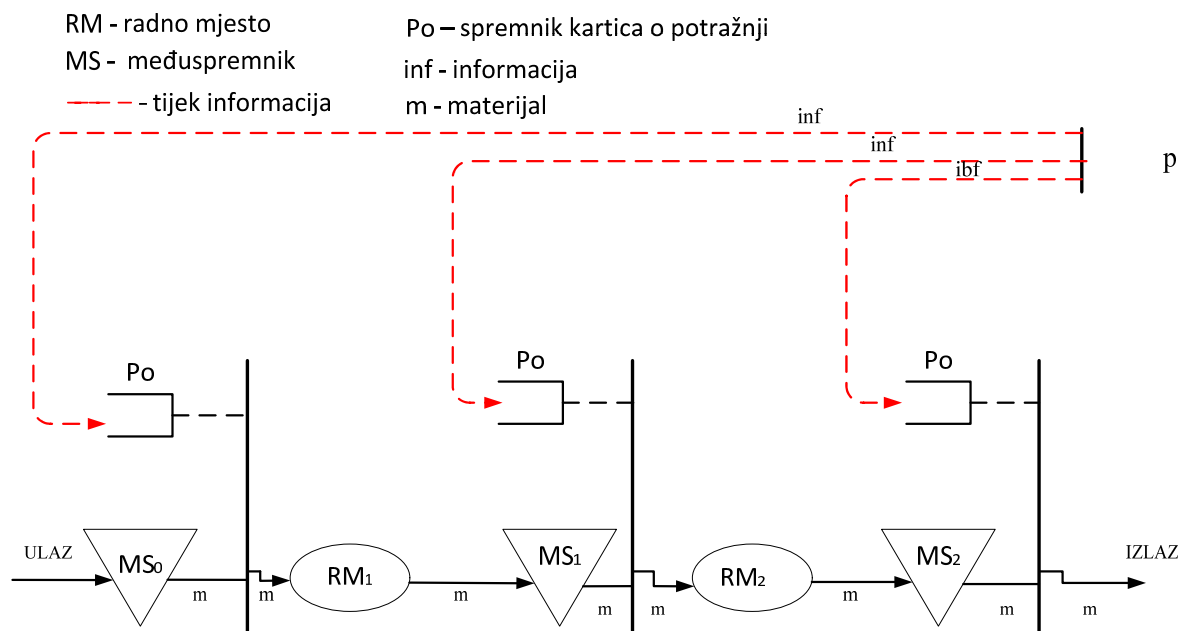 RM - radno mjesto
MS - međuspremnik
- tijek informacija
Po – spremnik kartica o potražnji
inf - informacija
m - materijal
inf
inf
ibf
p
Po
Po
Po
ULAZ
MS₀
m
m
RM₁
m
MS₁
m
m
RM₂
m
MS₂
m
m
IZLAZ